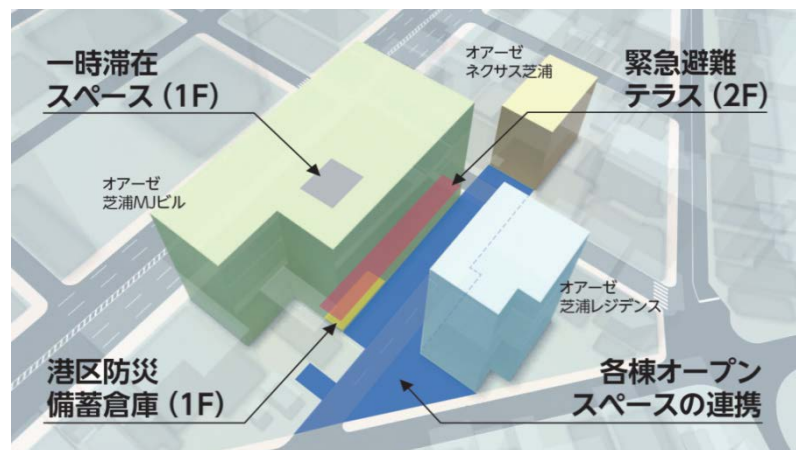 一時滞在
スペース（1F）
オアーゼ
ネクサス芝浦
緊急避難
テラス（2F）
オアーゼ
芝浦MJビル
オアーゼ
芝浦レジデンス
港区防災
備蓄倉庫（1F）
各棟オープン
スペースの連携